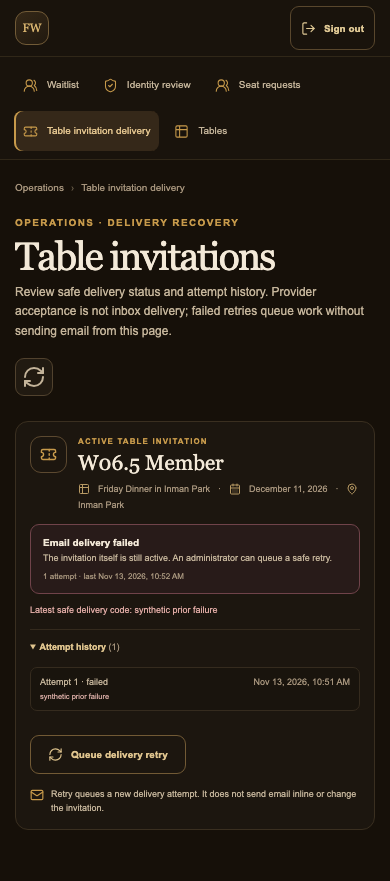 FW
Sign out
Waitlist
Identity review
Seat requests
Table invitation delivery
Tables
Operations › Table invitation delivery
OPERATIONS · DELIVERY RECOVERY
Table invitations
Review safe delivery status and attempt history. Provider
acceptance is not inbox delivery; failed retries queue work without
sending email from this page.
ACTIVE TABLE INVITATION
W06.5 Member
Friday Dinner in Inman Park · December 11, 2026 ·
Inman Park
Email delivery failed
The invitation itself is still active. An administrator can queue a safe retry.
1 attempt · last Nov 13, 2026, 10:52 AM
Latest safe delivery code: synthetic prior failure
▼ Attempt history (1)
Attempt 1 · failed
Nov 13, 2026, 10:51 AM
synthetic prior failure
Queue delivery retry
Retry queues a new delivery attempt. It does not send email inline or change
the invitation.